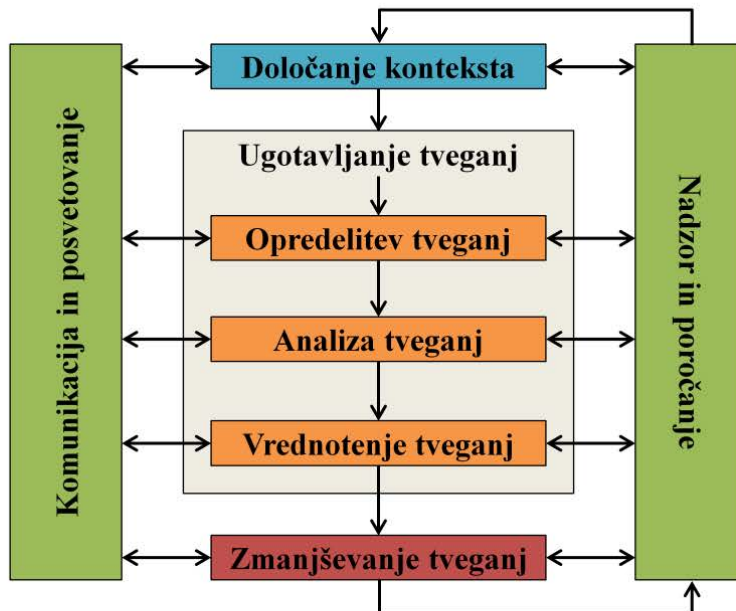 Določanje konteksta
Ugotavljanje tveganj
Opredelitev tveganj
Analiza tveganj
Vrednotenje tveganj
Zmanjševanje tveganj
Komunikacija in posvetovanje
Nadzor in poročanje